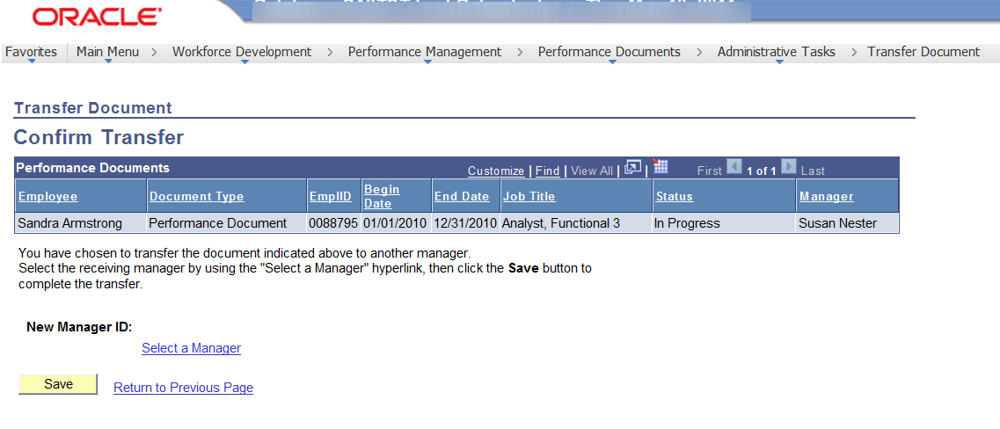 ORACLE
Favorites Main Menu > Workforce Development > Performance Management > Performance Documents > Administrative Tasks > Transfer Document
Transfer Document
Confirm Transfer
Performance Documents Customize | Find | View All | | First 1 of 1 Last
Employee Document Type EmplID Begin Date End Date Job Title Status Manager
Sandra Armstrong Performance Document 0088795 01/01/2010 12/31/2010 Analyst, Functional 3 In Progress Susan Nester
You have chosen to transfer the document indicated above to another manager.
Select the receiving manager by using the "Select a Manager" hyperlink, then click the Save button to
complete the transfer.
New Manager ID:
Select a Manager
Save Return to Previous Page